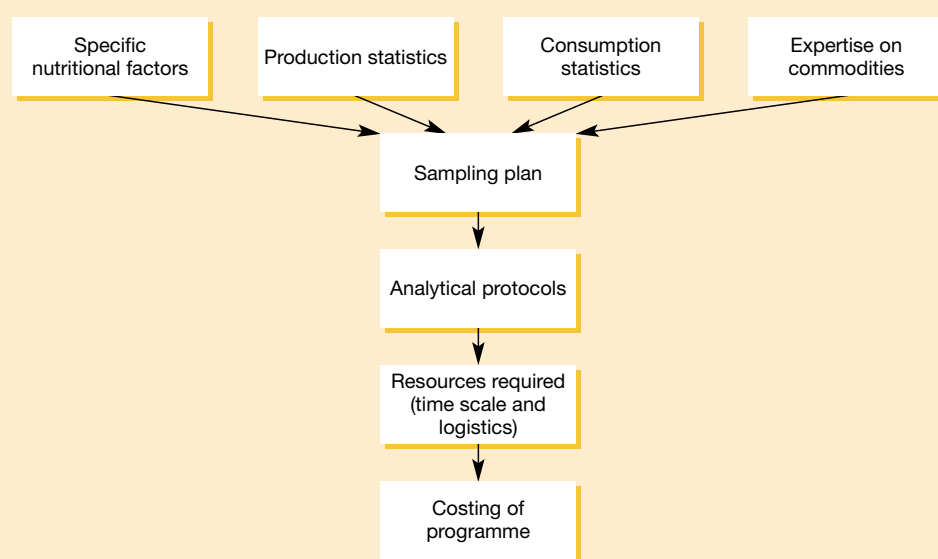 Specific
nutritional factors
Production statistics
Consumption
statistics
Expertise on
commodities
Sampling plan
Analytical protocols
Resources required
(time scale and
logistics)
Costing of
programme